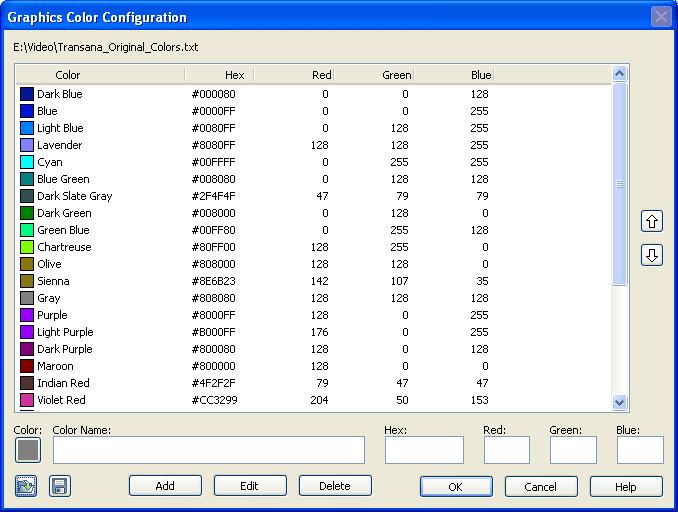 Graphics Color Configuration
E:\Video\Transana_Original_Colors.txt
Color Hex Red Green Blue
Dark Blue #000080 0 0 128
Blue #0000FF 0 0 255
Light Blue #0080FF 0 128 255
Lavender #8080FF 128 128 255
Cyan #00FFFF 0 255 255
Blue Green #008080 0 128 128
Dark Slate Gray #2F4F4F 47 79 79
Dark Green #008000 0 128 0
Green Blue #00FF80 0 255 128
Chartreuse #80FF00 128 255 0
Olive #808000 128 128 0
Sienna #8E6B23 142 107 35
Gray #808080 128 128 128
Purple #8000FF 128 0 255
Light Purple #B000FF 176 0 255
Dark Purple #800080 128 0 128
Maroon #800000 128 0 0
Indian Red #4F2F2F 79 47 47
Violet Red #CC3299 204 50 153
Color: Color Name: Hex: Red: Green: Blue:
Add Edit Delete OK Cancel Help